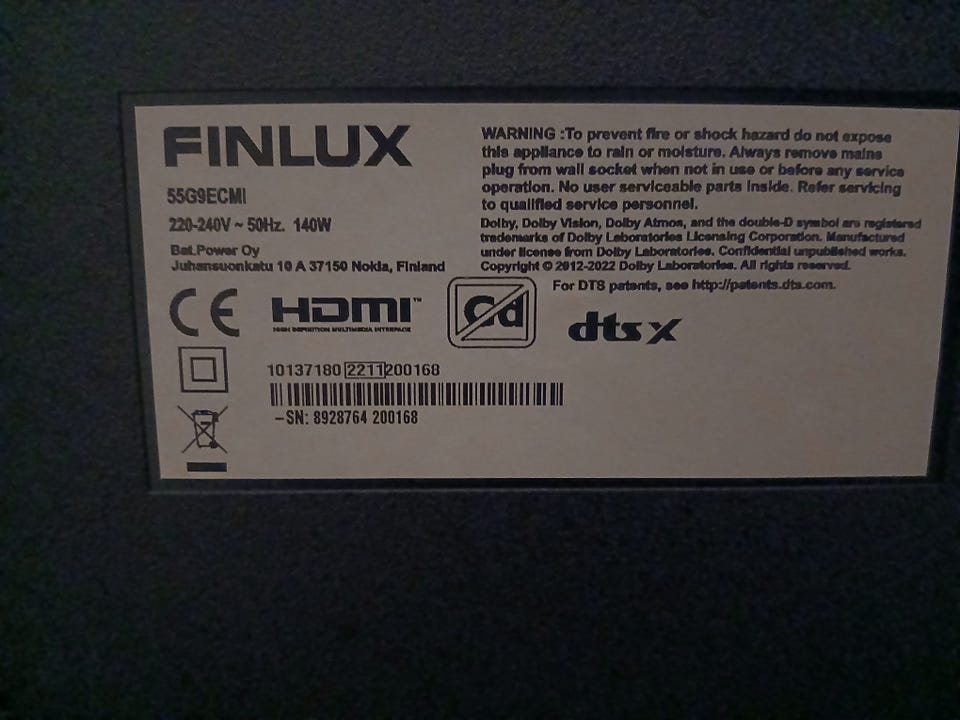 FINLUX
55G9ECMI
220-240V ~ 50Hz. 140W
Bat.Power Oy
Juhansuonkatu 10 A 37150 Nokia, Finland
WARNING :To prevent fire or shock hazard do not expose
this appliance to rain or moisture. Always remove mains
plug from wall socket when not in use or before any service
operation. No user serviceable parts inside. Refer servicing
to qualified service personnel.
Dolby, Dolby Vision, Dolby Atmos, and the double-D symbol are registered
trademarks of Dolby Laboratories Licensing Corporation. Manufactured
under license from Dolby Laboratories. Confidential unpublished works.
Copyright © 2012-2022 Dolby Laboratories. All rights reserved.
For DTS patents, see http://patents.dts.com.
CE
HDMI™
HIGH DEFINITION MULTIMEDIA INTERFACE
Cd
dts X
10137180 2211 200168
-SN: 8928764 200168